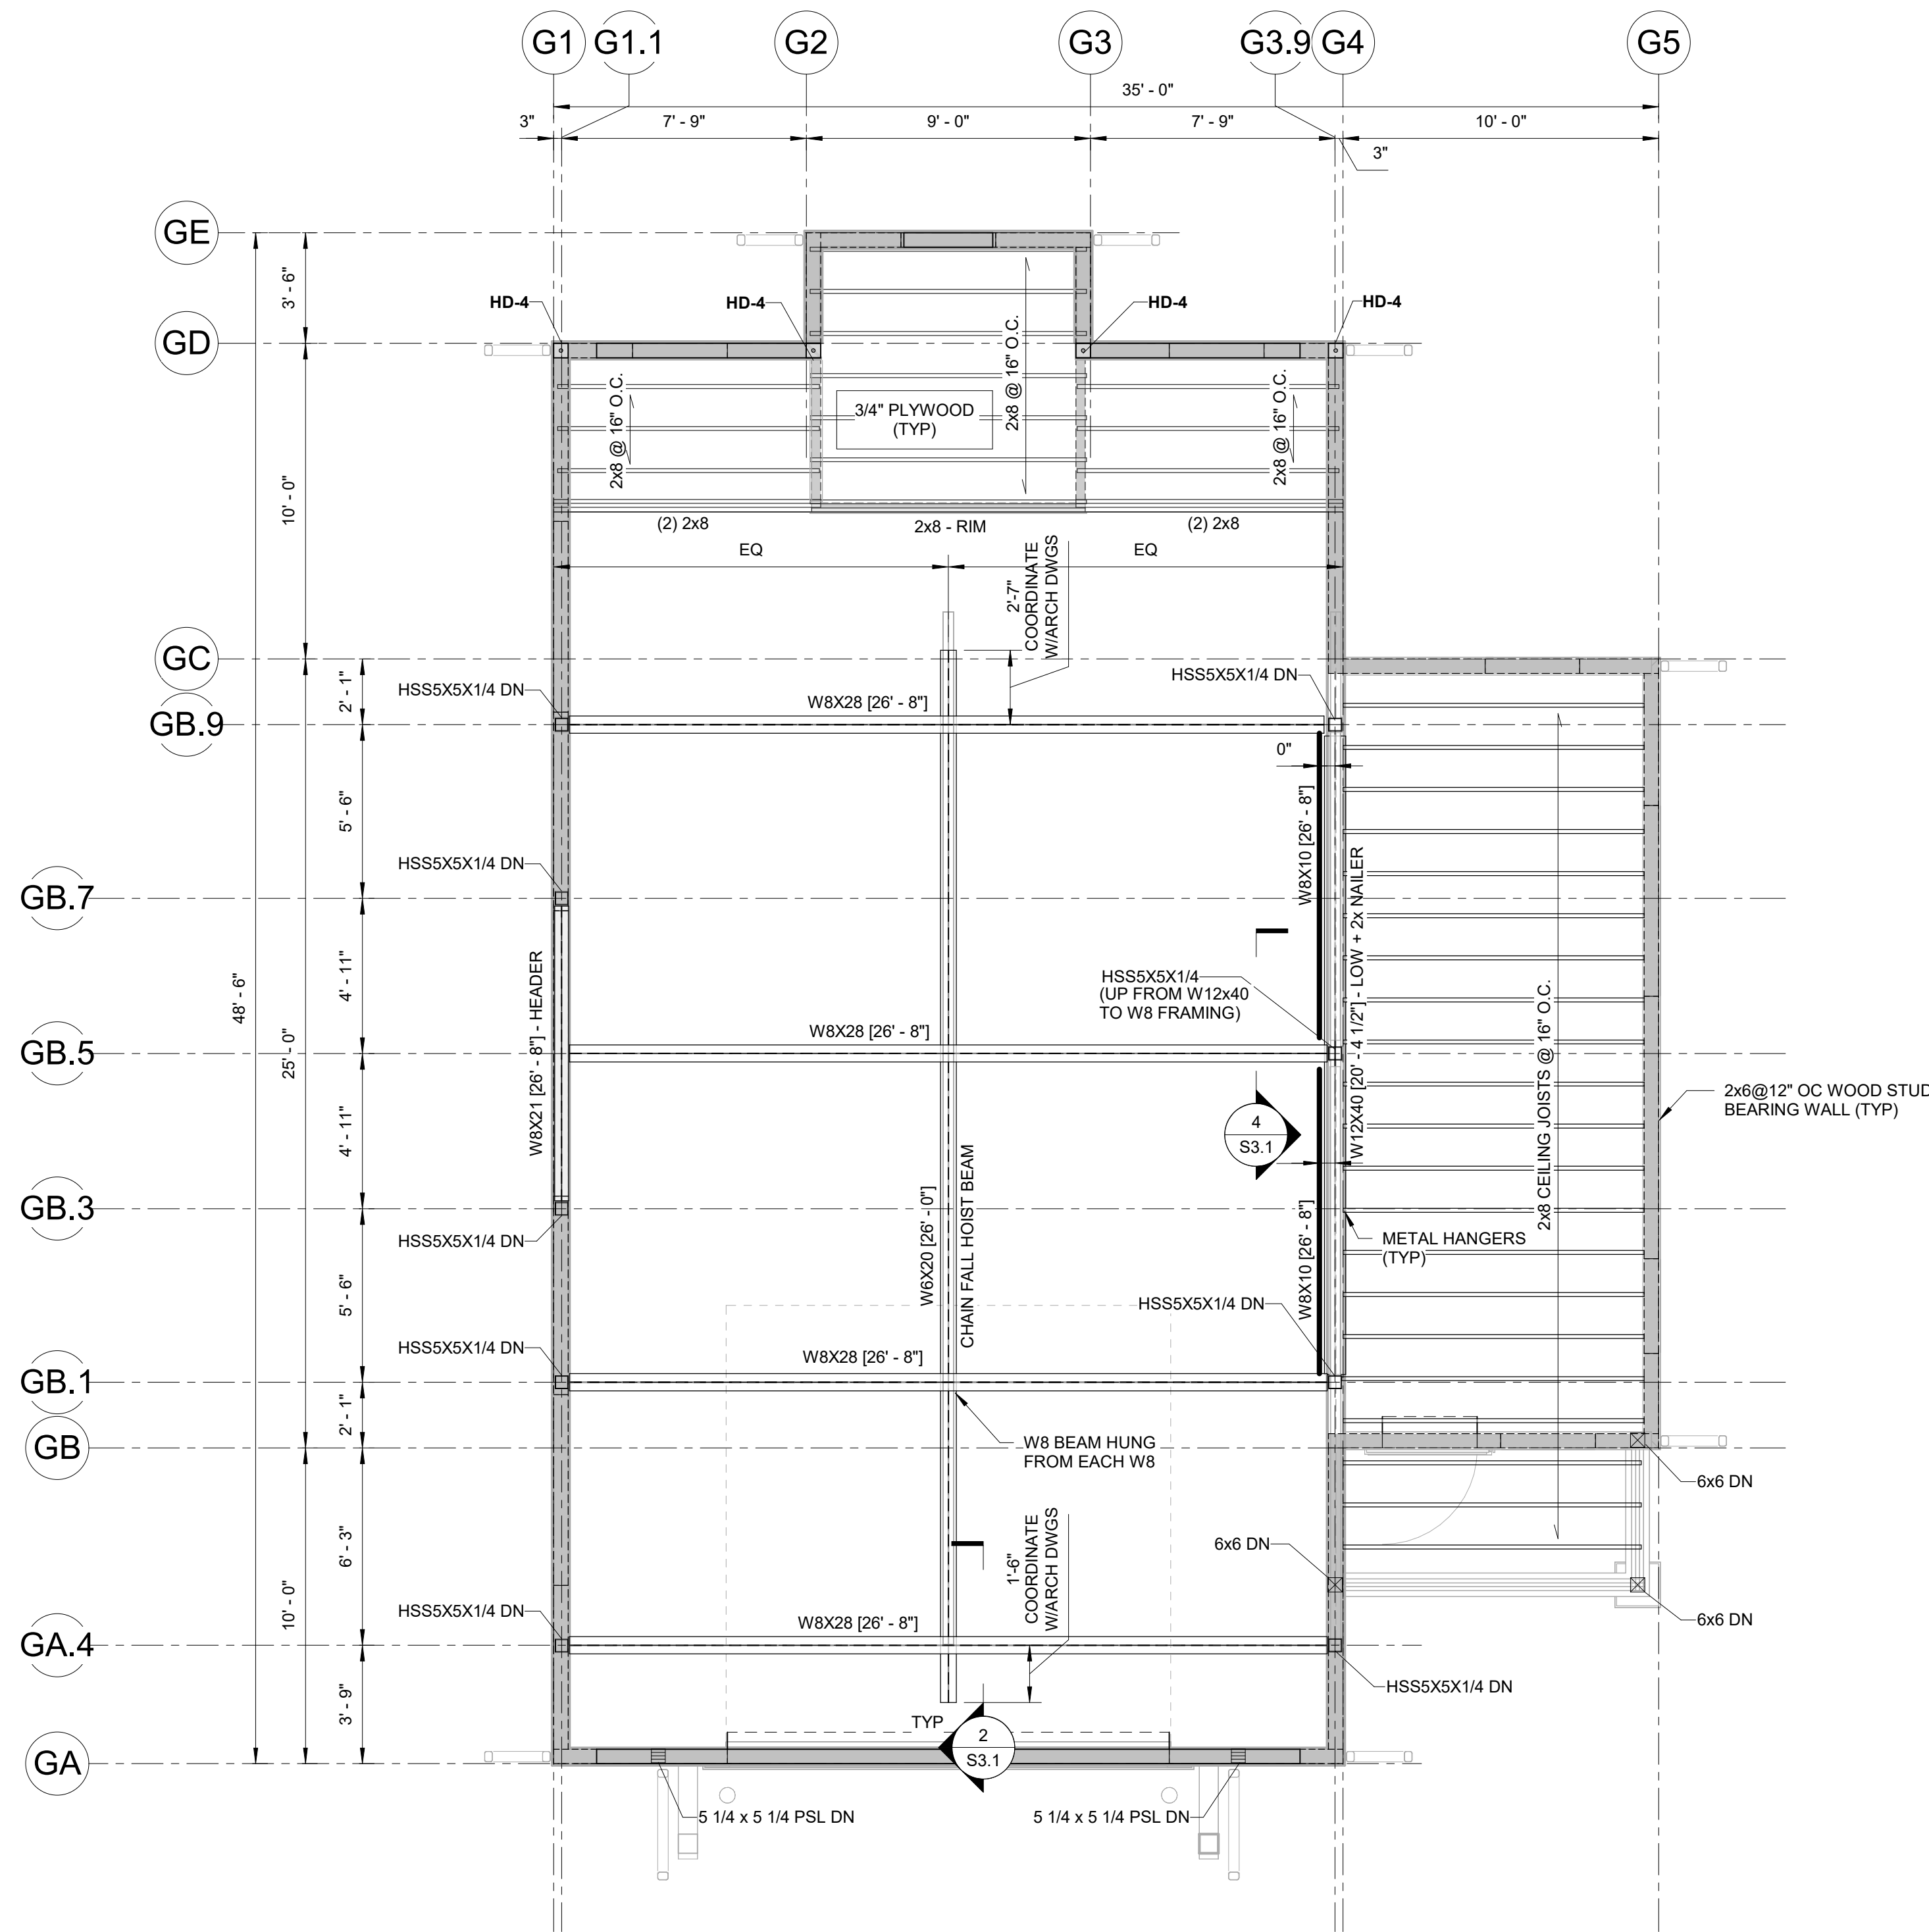 G1
G1.1
G2
G3
G3.9
G4
G5
35' - 0"
3"
7' - 9"
9' - 0"
7' - 9"
10' - 0"
3"
GE
GD
GC
GB.9
GB.7
GB.5
GB.3
GB.1
GB
GA.4
GA
48' - 6"
3' - 6"
10' - 0"
25' - 0"
10' - 0"
2' - 1"
5' - 6"
4' - 11"
4' - 11"
5' - 6"
2' - 1"
6' - 3"
3' - 9"
HD-4
HD-4
HD-4
HD-4
2x8 @ 16" O.C.
3/4" PLYWOOD
(TYP)
2x8 @ 16" O.C.
2x8 @ 16" O.C.
(2) 2x8
2x8 - RIM
(2) 2x8
EQ
EQ
2'-7"
COORDINATE
W/ARCH DWGS
HSS5X5X1/4 DN
W8X28 [26' - 8"]
HSS5X5X1/4 DN
0"
W8X10 [26' - 8"]
HSS5X5X1/4 DN
W12X40 [20' - 4 1/2"] - LOW + 2x NAILER
W8X21 [26' - 8"] - HEADER
HSS5X5X1/4
(UP FROM W12x40
TO W8 FRAMING)
W8X28 [26' - 8"]
2x8 CEILING JOISTS @ 16" O.C.
2x6@12" OC WOOD STUD
BEARING WALL (TYP)
4
S3.1
W6X20 [26' - 0"]
CHAIN FALL HOIST BEAM
W8X10 [26' - 8"]
HSS5X5X1/4 DN
METAL HANGERS
(TYP)
HSS5X5X1/4 DN
HSS5X5X1/4 DN
W8X28 [26' - 8"]
W8 BEAM HUNG
FROM EACH W8
6x6 DN
6x6 DN
1'-6"
COORDINATE
W/ARCH DWGS
HSS5X5X1/4 DN
W8X28 [26' - 8"]
6x6 DN
HSS5X5X1/4 DN
TYP
2
S3.1
5 1/4 x 5 1/4 PSL DN
5 1/4 x 5 1/4 PSL DN